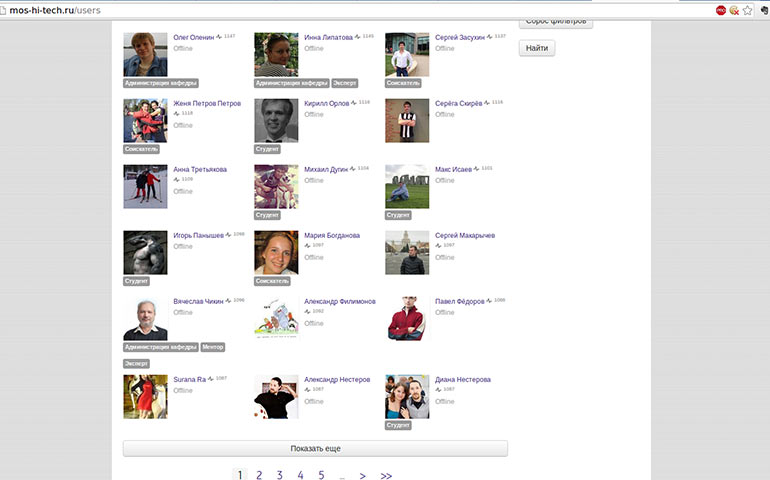 mos-hi-tech.ru/users
Сброс фильтров
Найти
Олег Оленин 1147
Offline
Администрация кафедры
Инна Липатова 1145
Offline
Администрация кафедры Эксперт
Сергей Засухин 1137
Offline
Соискатель
Женя Петров Петров
1118
Offline
Соискатель
Кирилл Орлов 1116
Offline
Студент
Серёга Скирёв 1116
Offline
Анна Третьякова
1109
Offline
Михаил Дугин 1104
Offline
Студент
Макс Исаев 1101
Offline
Студент
Игорь Панышев 1098
Offline
Студент
Мария Богданова
1097
Offline
Соискатель
Сергей Макарычев
1097
Offline
Вячеслав Чикин 1096
Offline
Администрация кафедры Ментор
Эксперт
Александр Филимонов
1092
Offline
Павел Фёдоров 1088
Offline
Surana Ra 1087
Offline
Александр Нестеров
1087
Offline
Диана Нестерова
1087
Offline
Студент
Показать еще
1 2 3 4 5 ... > >>